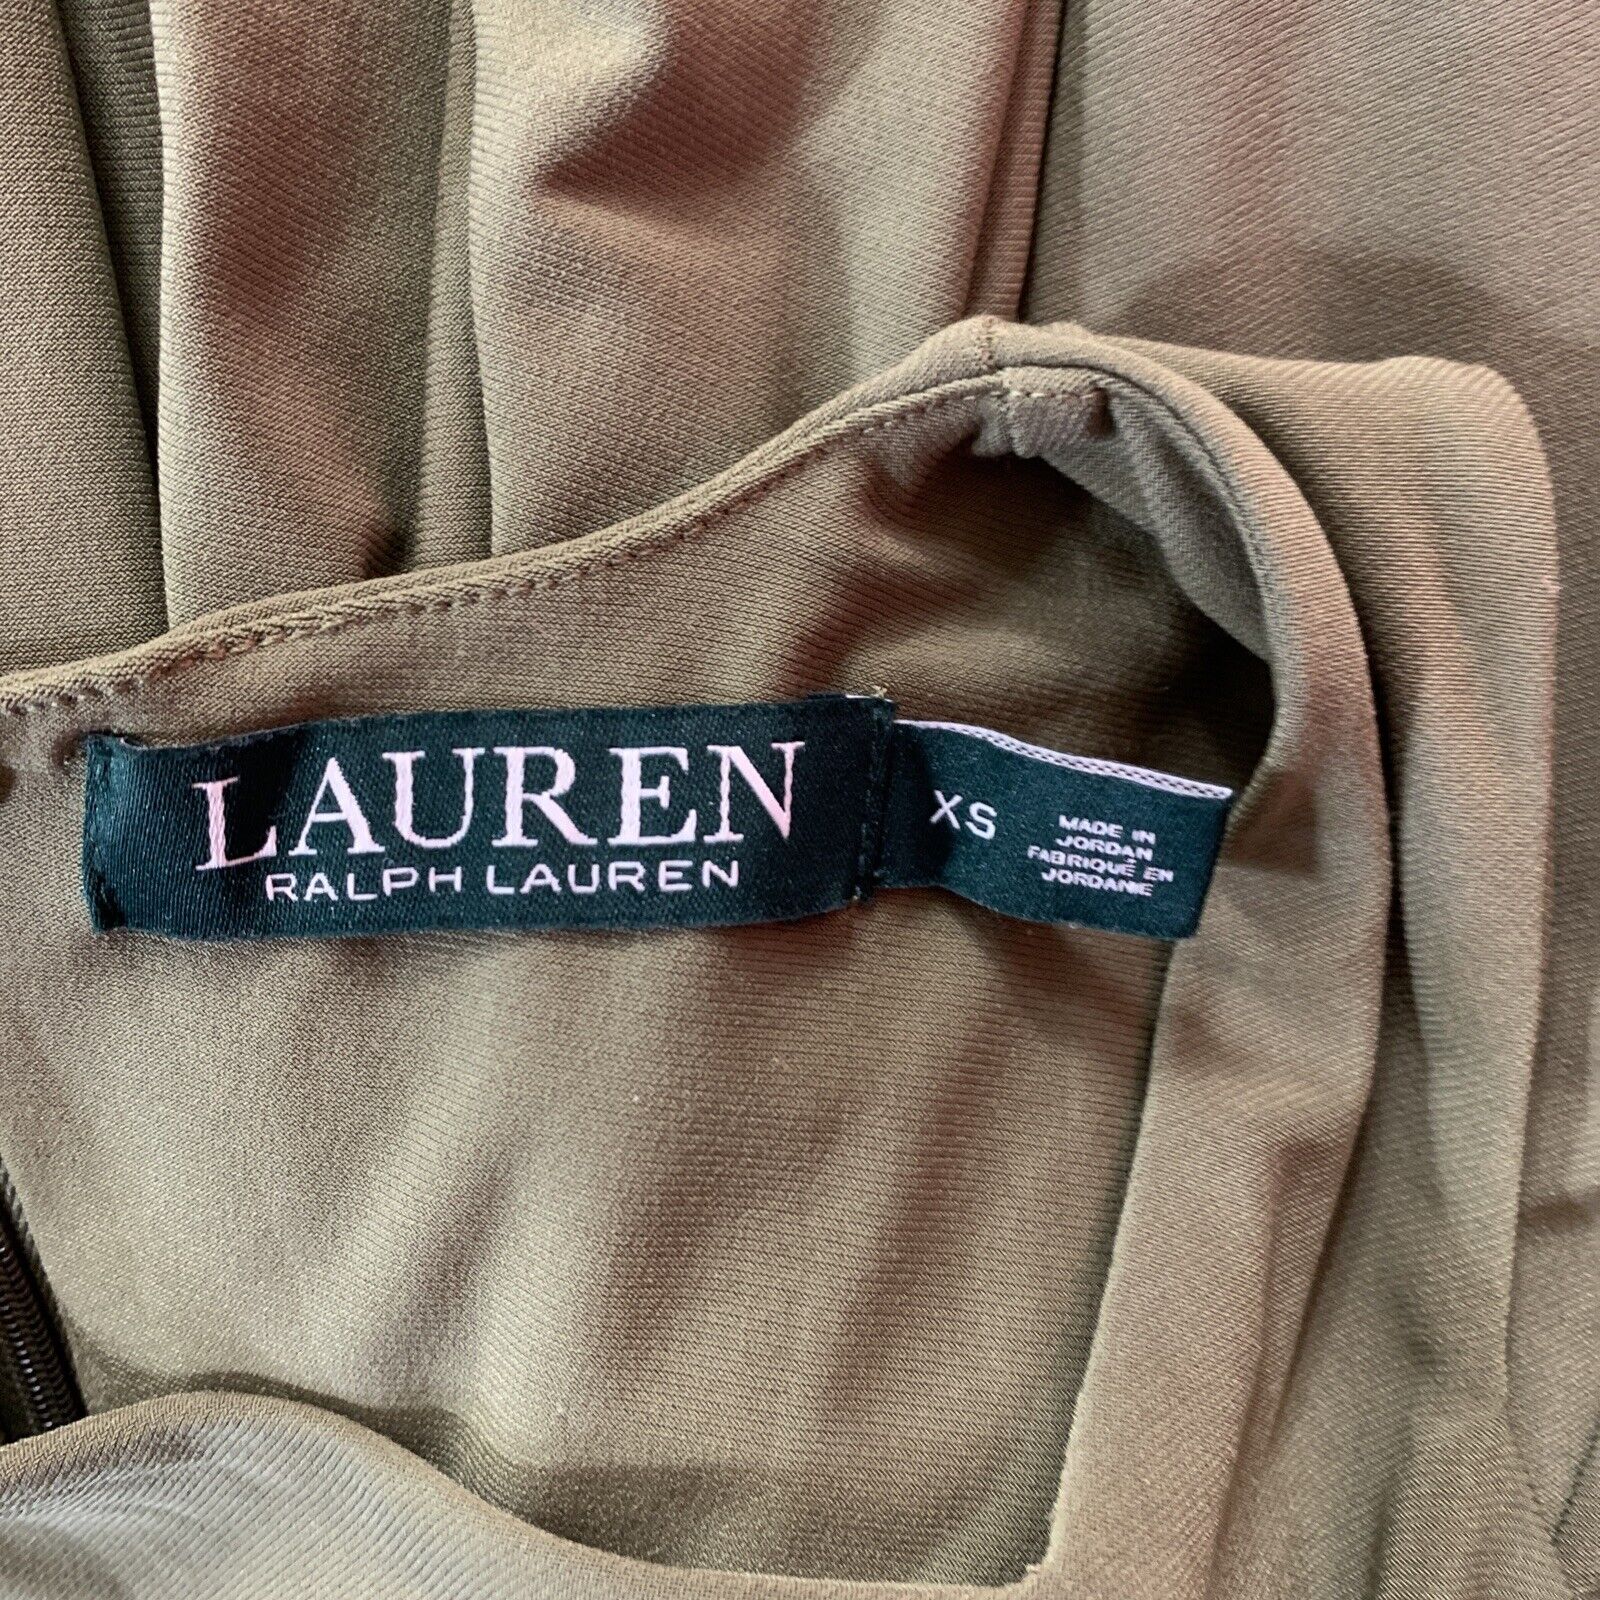 LAUREN
RALPH LAUREN
XS
MADE IN
JORDAN
FABRIQUÉ EN
JORDANIE